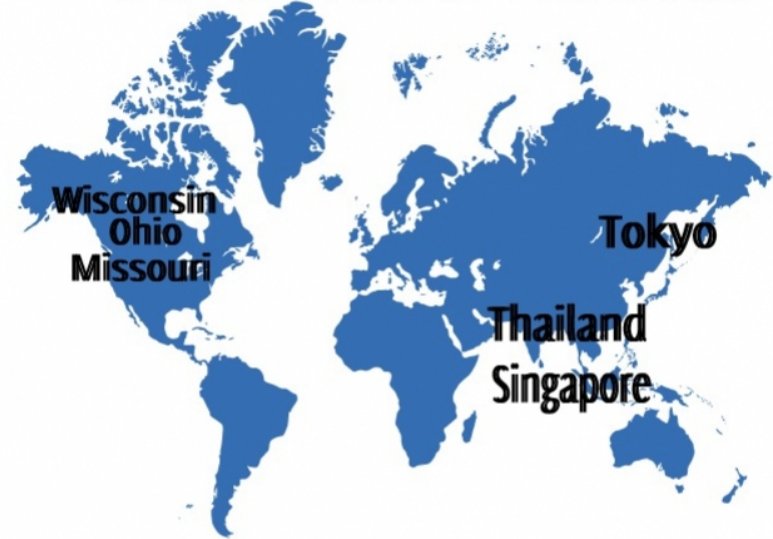 Wisconsin
Ohio
Missouri
Tokyo
Thailand
Singapore